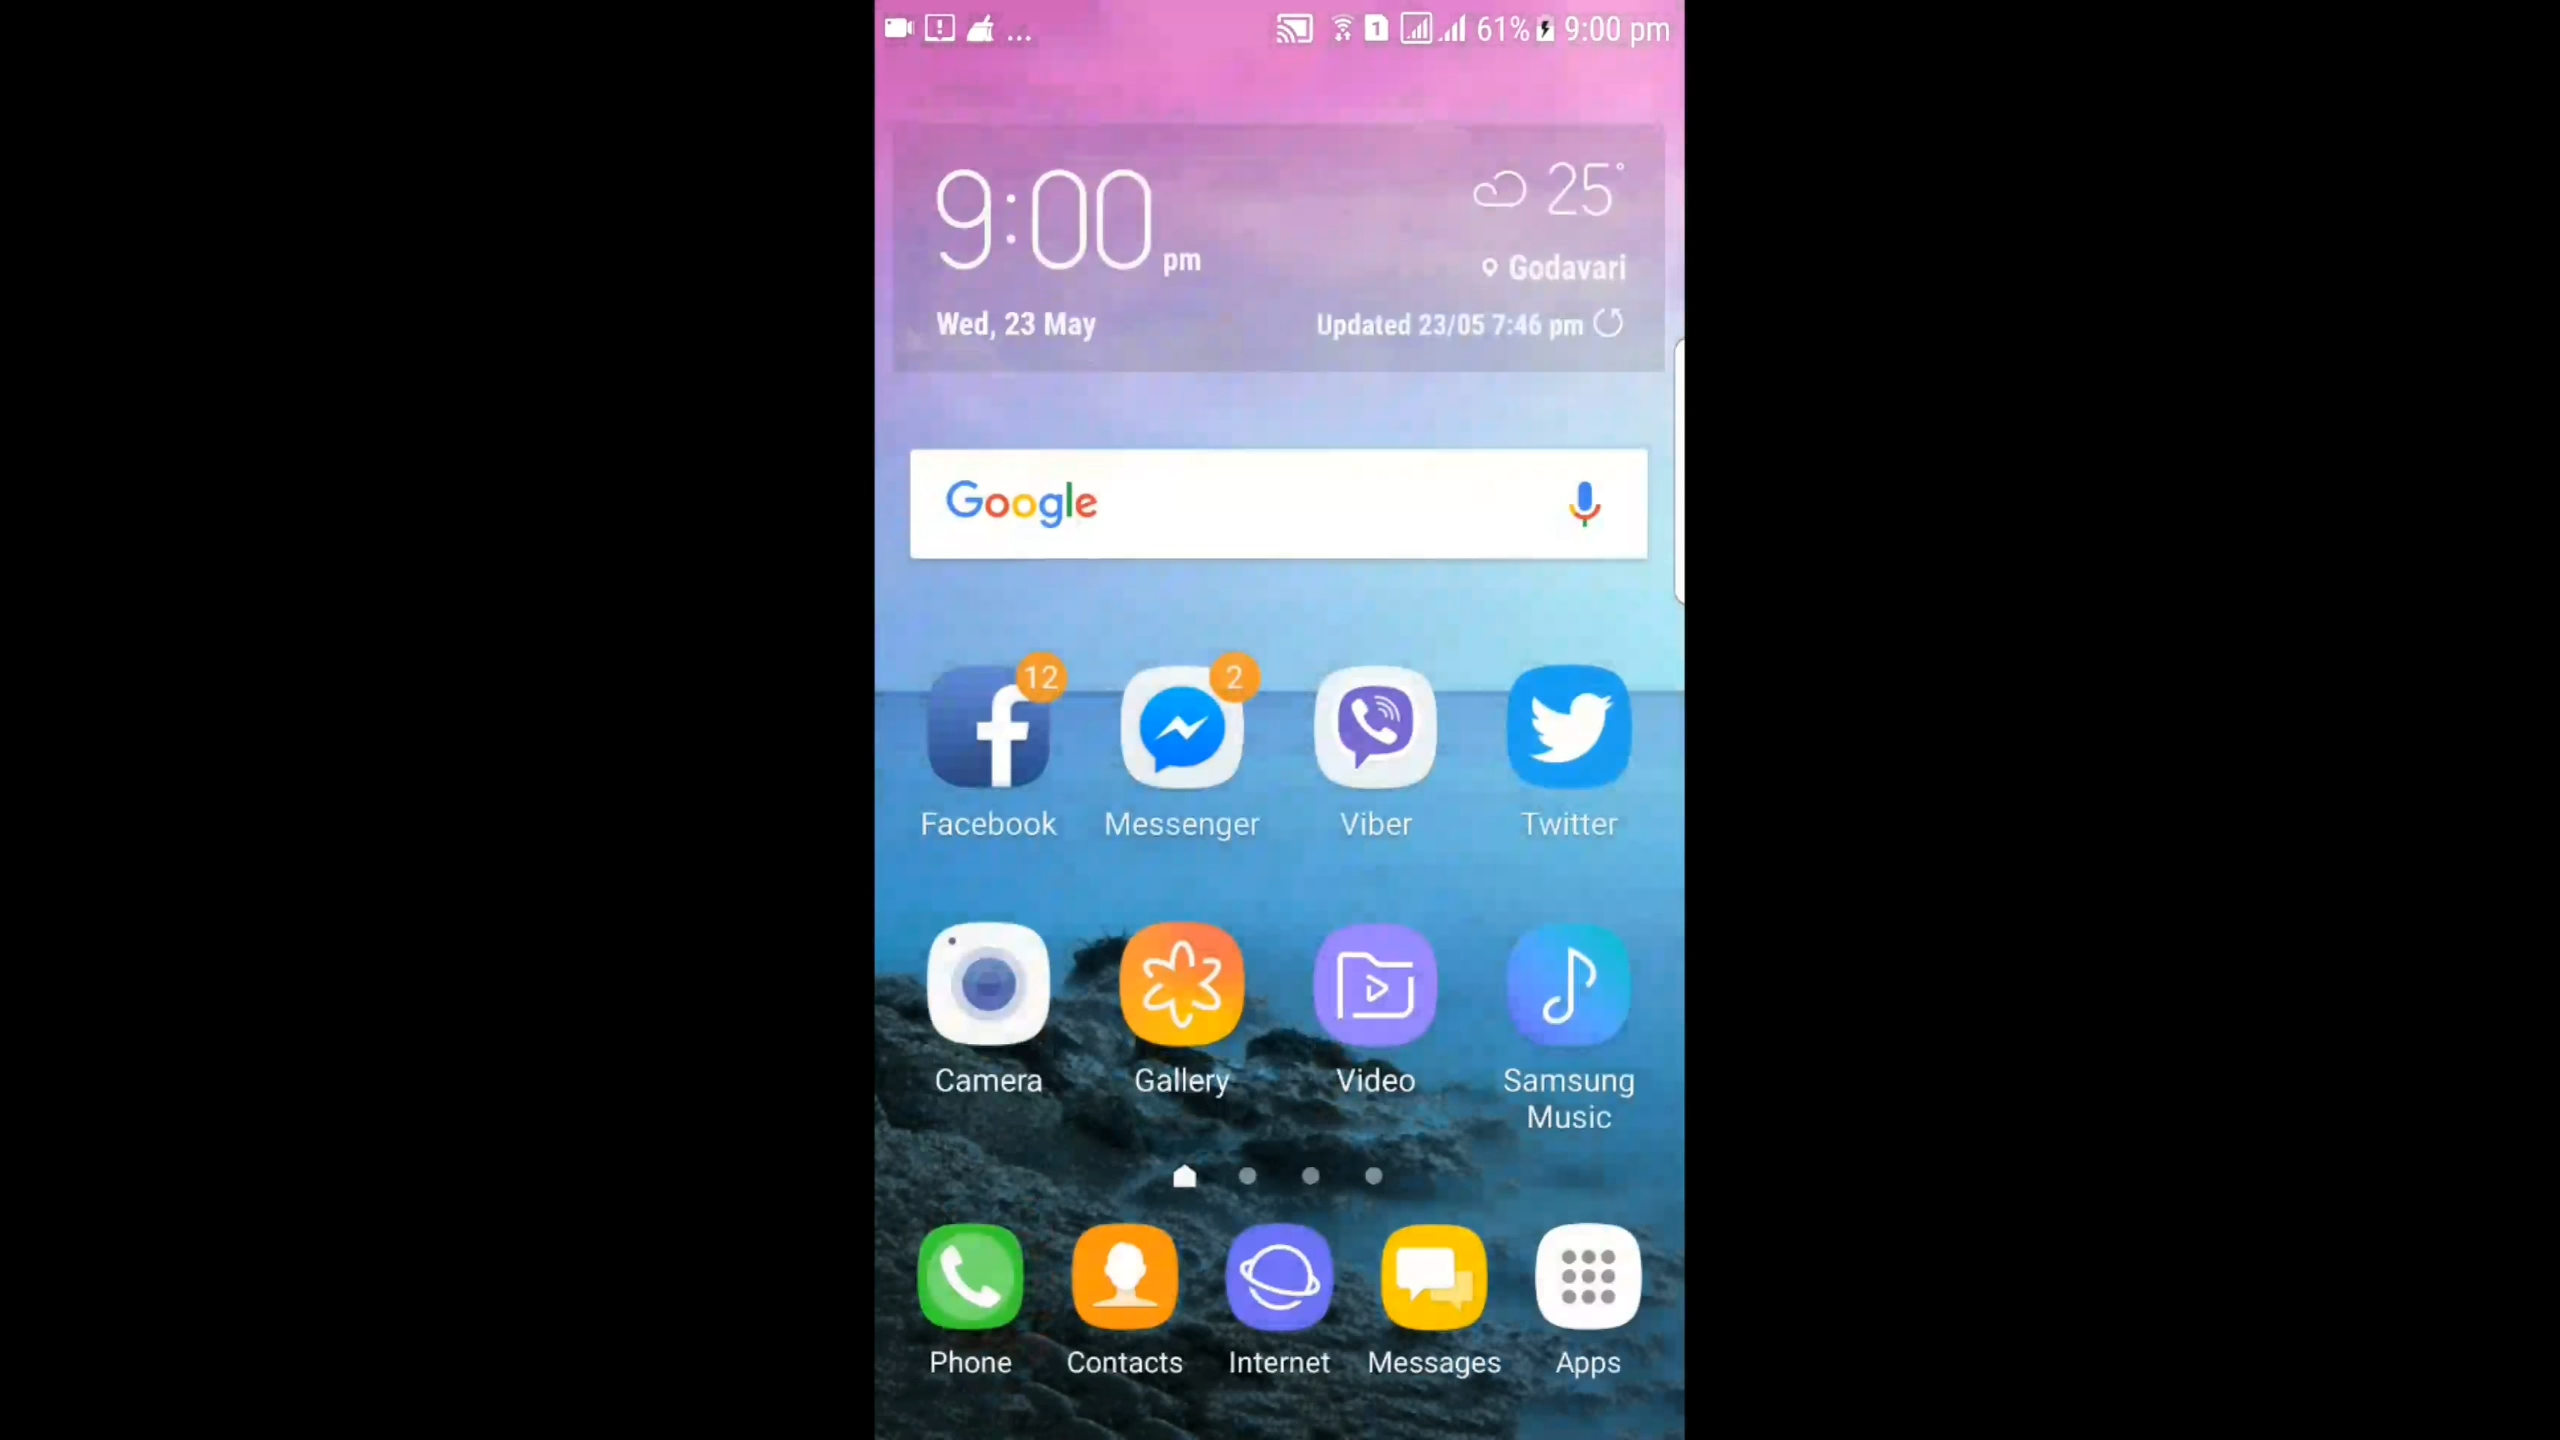 ... 1 61% 9:00 pm
9:00 pm
25°
Godavari
Wed, 23 May
Updated 23/05 7:46 pm
Google
12
2
Facebook
Messenger
Viber
Twitter
Camera
Gallery
Video
Samsung
Music
Phone
Contacts
Internet
Messages
Apps